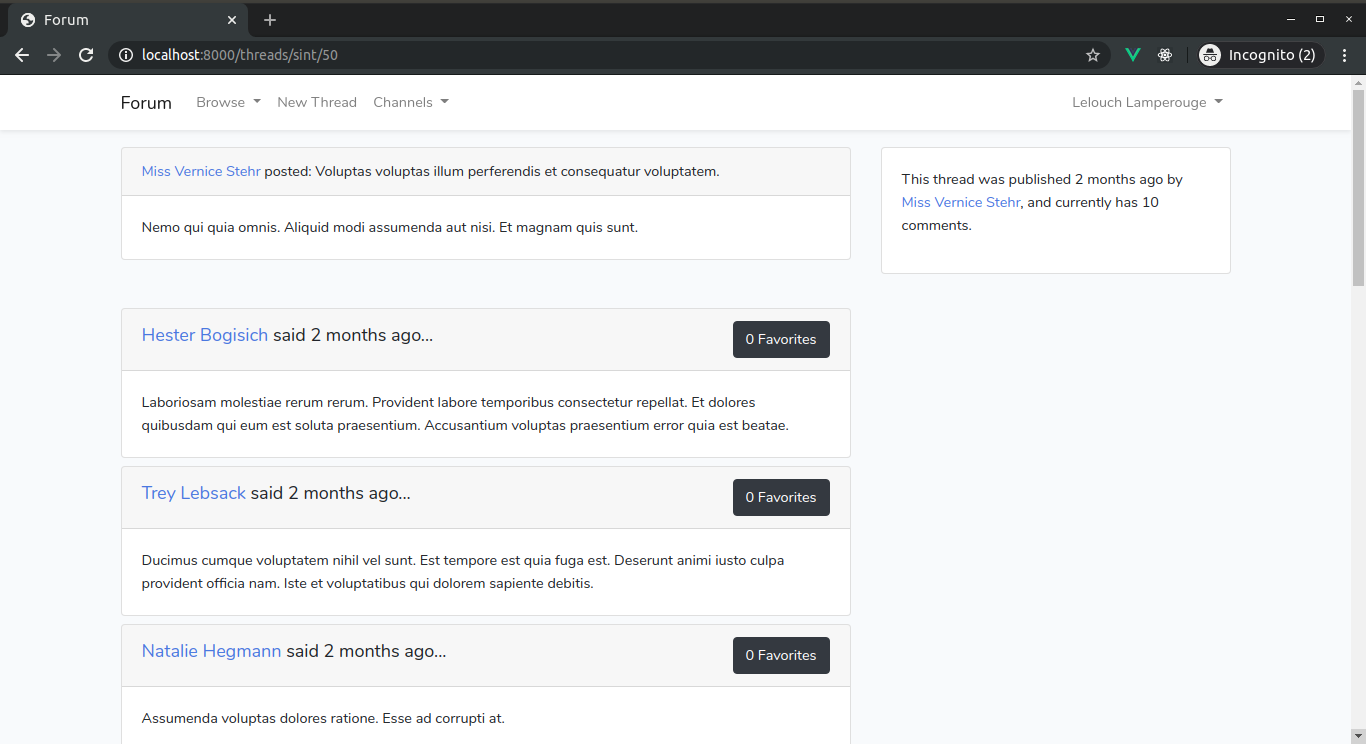 Forum
localhost:8000/threads/sint/50
Incognito (2)
Forum Browse New Thread Channels Lelouch Lamperouge
Miss Vernice Stehr posted: Voluptas voluptas illum perferendis et consequatur voluptatem.
Nemo qui quia omnis. Aliquid modi assumenda aut nisi. Et magnam quis sunt.
This thread was published 2 months ago by
Miss Vernice Stehr, and currently has 10
comments.
Hester Bogisich said 2 months ago...
0 Favorites
Laboriosam molestiae rerum rerum. Provident labore temporibus consectetur repellat. Et dolores
quibusdam qui eum est soluta praesentium. Accusantium voluptas praesentium error quia est beatae.
Trey Lebsack said 2 months ago...
0 Favorites
Ducimus cumque voluptatem nihil vel sunt. Est tempore est quia fuga est. Deserunt animi iusto culpa
provident officia nam. Iste et voluptatibus qui dolorem sapiente debitis.
Natalie Hegmann said 2 months ago...
0 Favorites
Assumenda voluptas dolores ratione. Esse ad corrupti at.